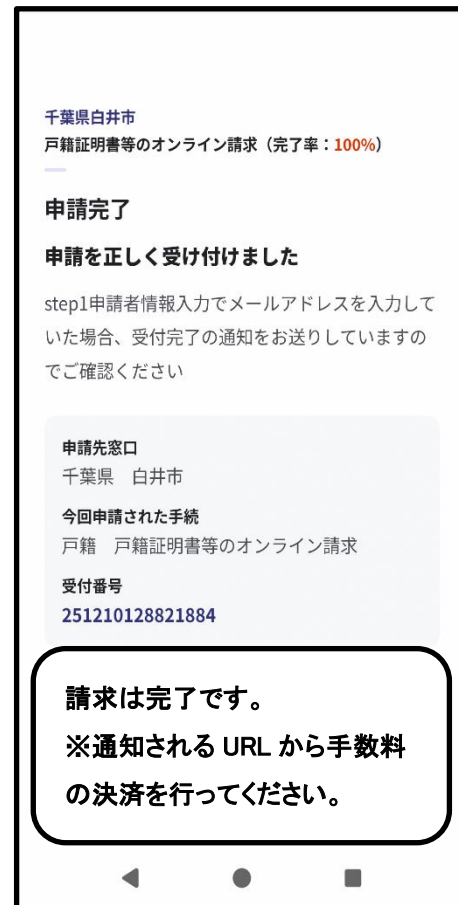 千葉県白井市
戸籍証明書等のオンライン請求（完了率：100%）
申請完了
申請を正しく受け付けました
step1申請者情報入力でメールアドレスを入力して
いた場合、受付完了の通知をお送りしていますの
でご確認ください
申請先窓口
千葉県　白井市
今回申請された手続
戸籍　戸籍証明書等のオンライン請求
受付番号
251210128821884
請求は完了です。
※通知される URL から手数料
の決済を行ってください。